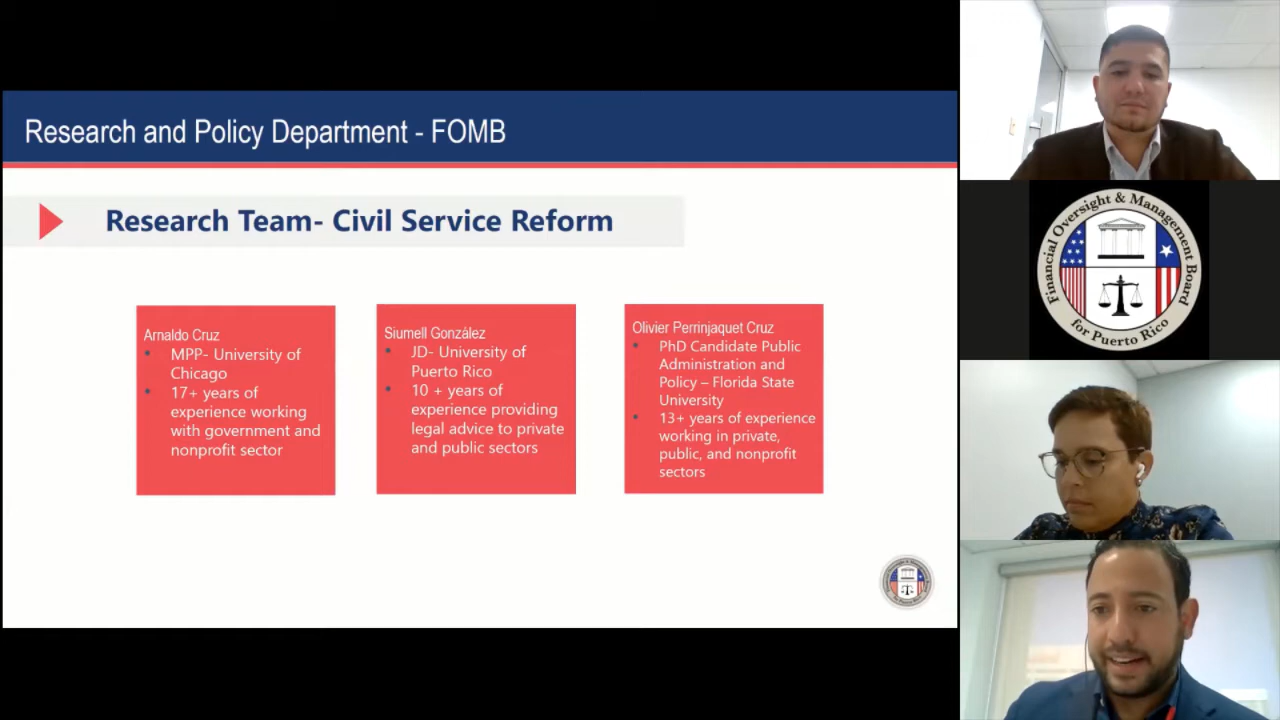 Research and Policy Department - FOMB
Research Team- Civil Service Reform
Arnaldo Cruz
• MPP- University of
Chicago
• 17+ years of
experience working
with government and
nonprofit sector
Siumell González
• JD- University of
Puerto Rico
• 10 + years of
experience providing
legal advice to private
and public sectors
Olivier Perrinjaquet Cruz
• PhD Candidate Public
Administration and
Policy – Florida State
University
• 13+ years of experience
working in private,
public, and nonprofit
sectors
Financial Oversight & Management Board
for Puerto Rico